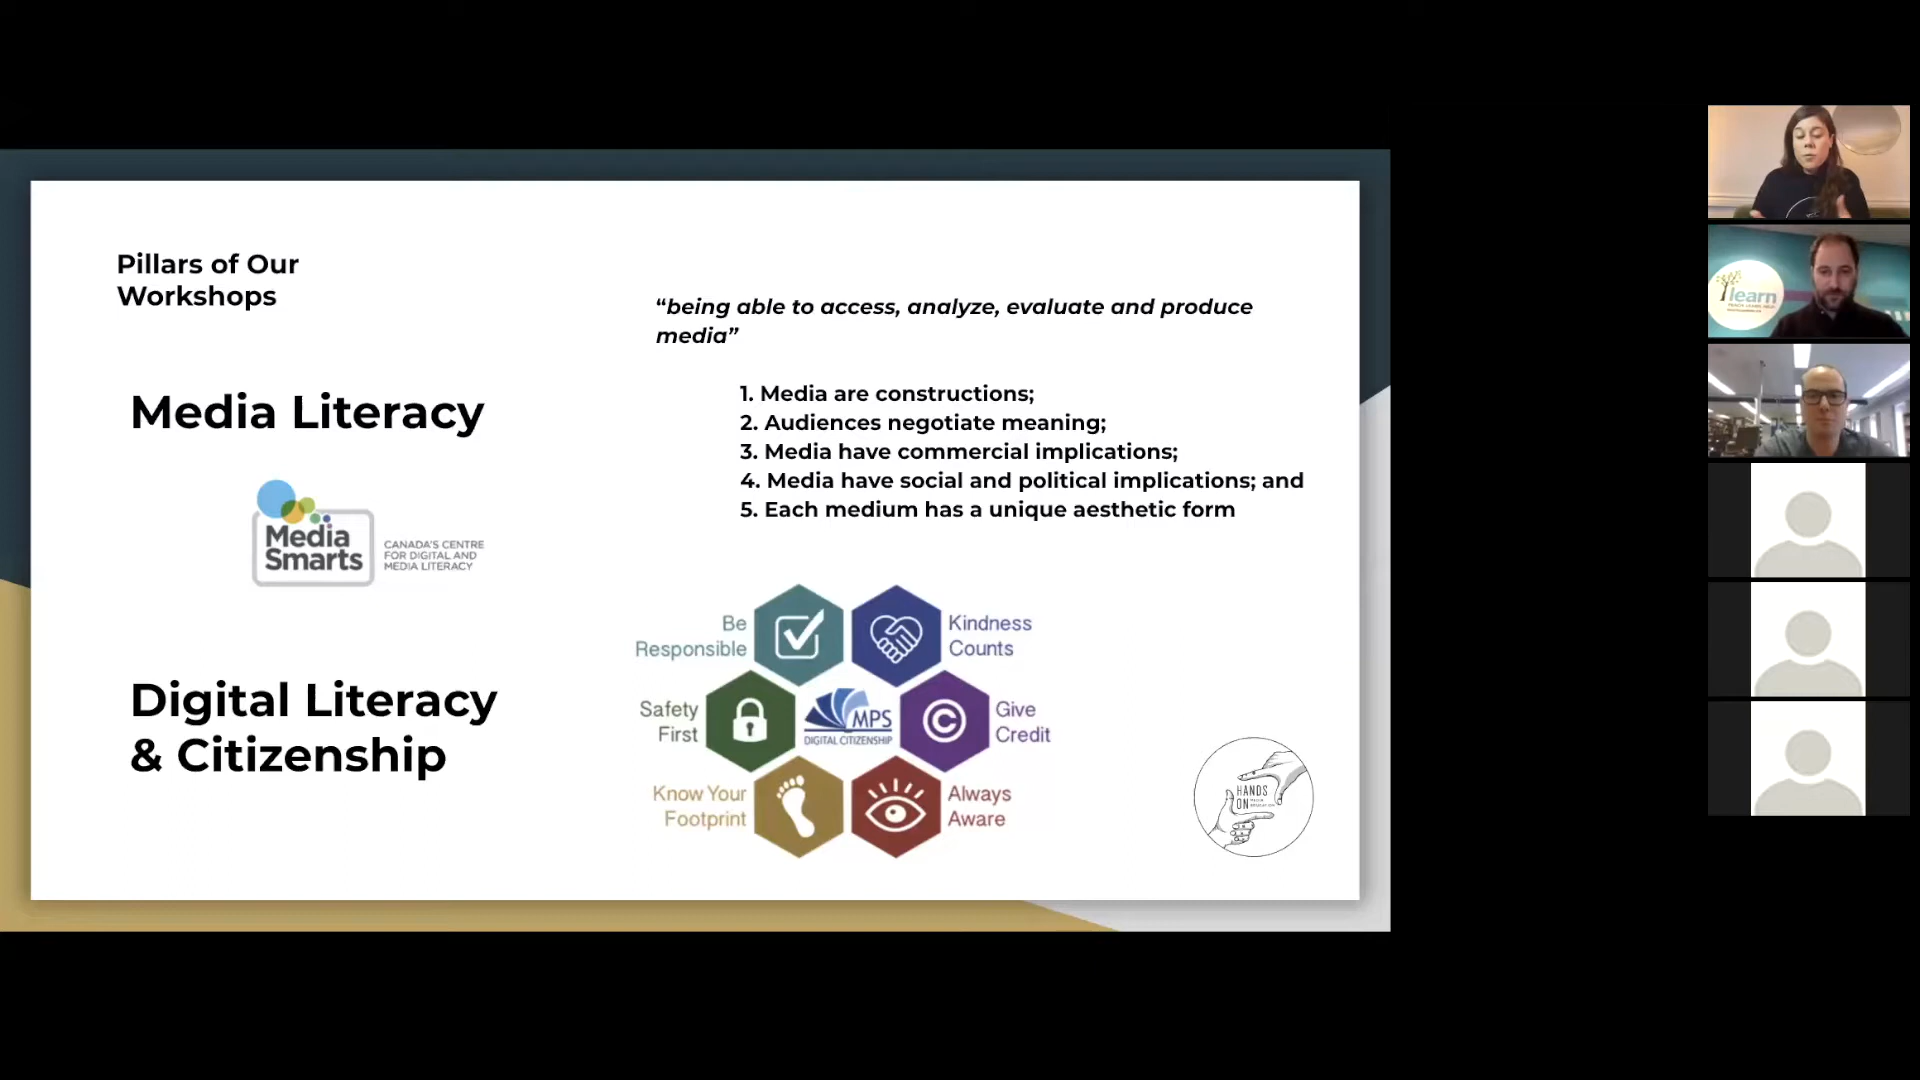 Pillars of Our
Workshops
“being able to access, analyze, evaluate and produce
media”
Media Literacy
1. Media are constructions;
2. Audiences negotiate meaning;
3. Media have commercial implications;
4. Media have social and political implications; and
5. Each medium has a unique aesthetic form
Media
Smarts
CANADA'S CENTRE
FOR DIGITAL AND
MEDIA LITERACY
Digital Literacy
& Citizenship
Be
Responsible
Kindness
Counts
Safety
First
MPS
DIGITAL CITIZENSHIP
Give
Credit
Know Your
Footprint
Always
Aware
HANDS
ON
learn